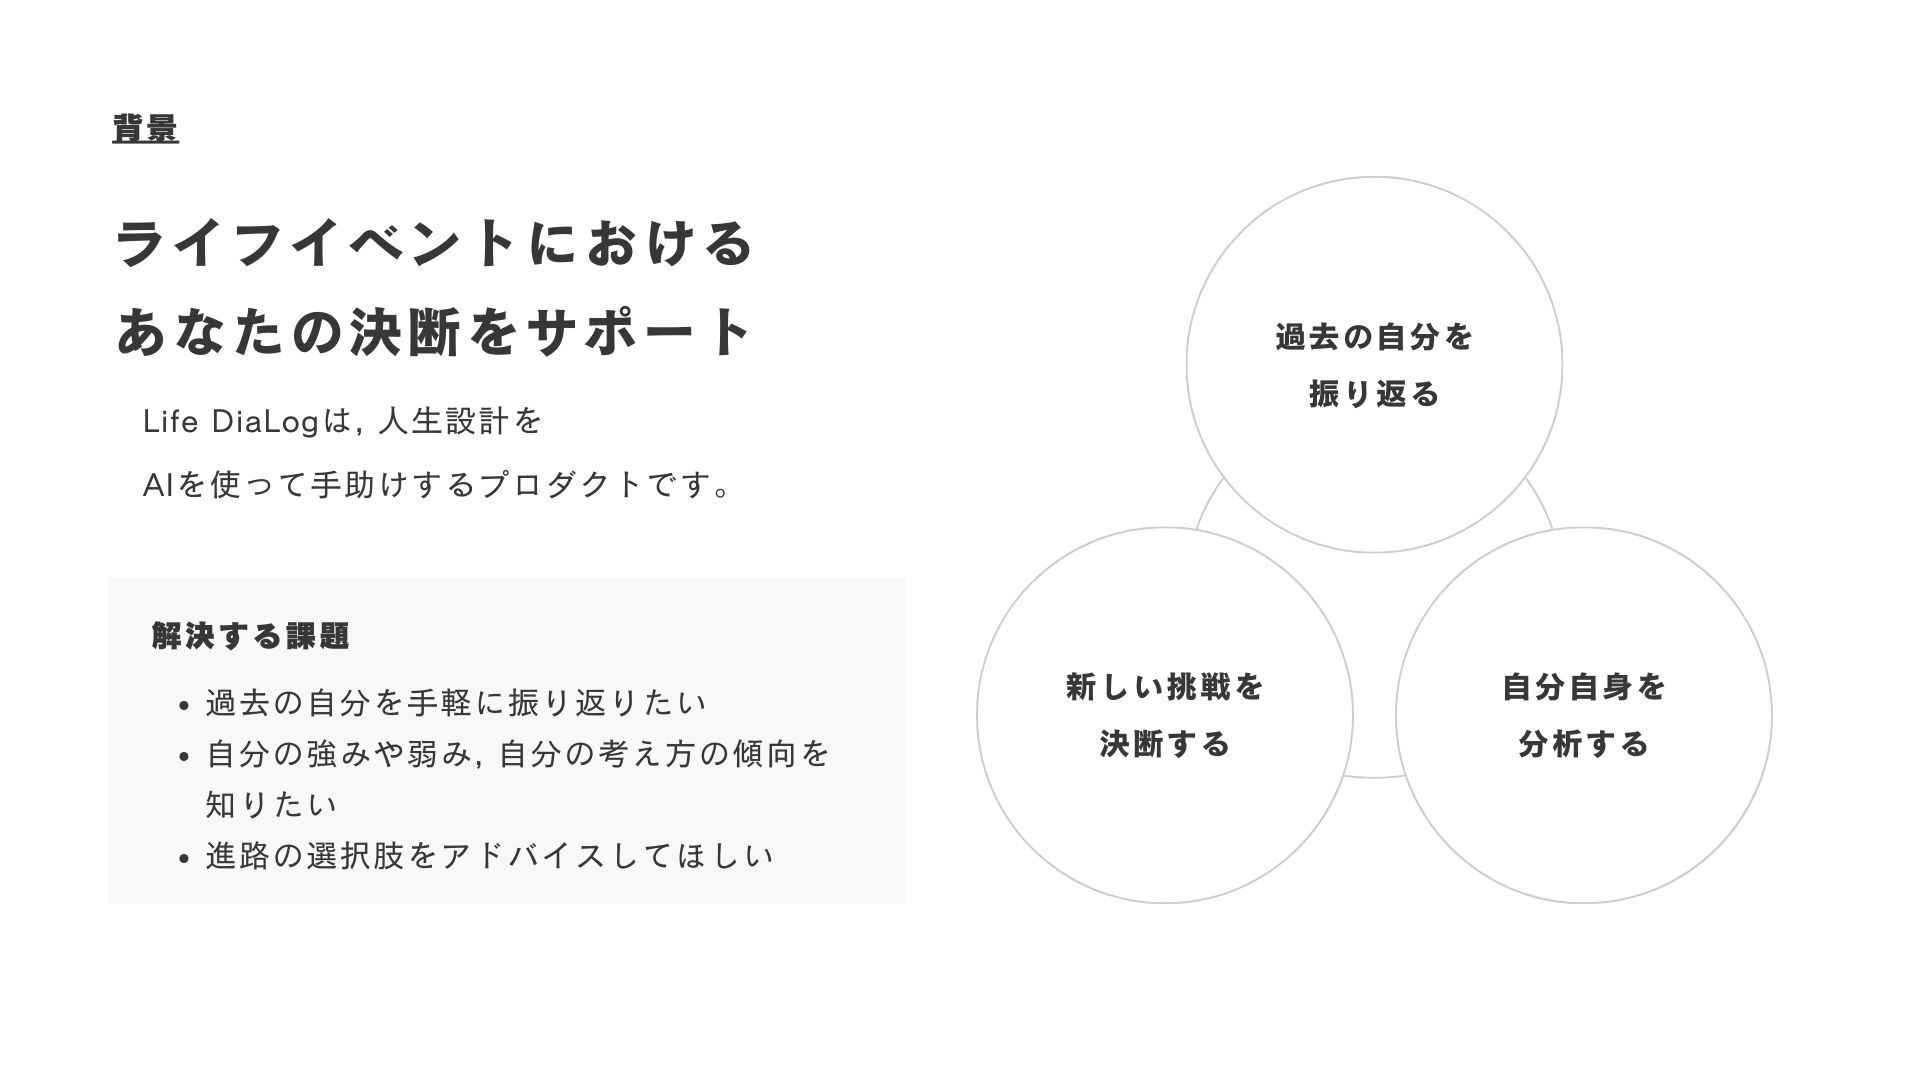 背景
ライフイベントにおける
あなたの決断をサポート
Life DiaLogは, 人生設計を
AIを使って手助けするプロダクトです。
解決する課題
• 過去の自分を手軽に振り返りたい
• 自分の強みや弱み, 自分の考え方の傾向を
知りたい
• 進路の選択肢をアドバイスしてほしい
過去の自分を
振り返る
新しい挑戦を
決断する
自分自身を
分析する